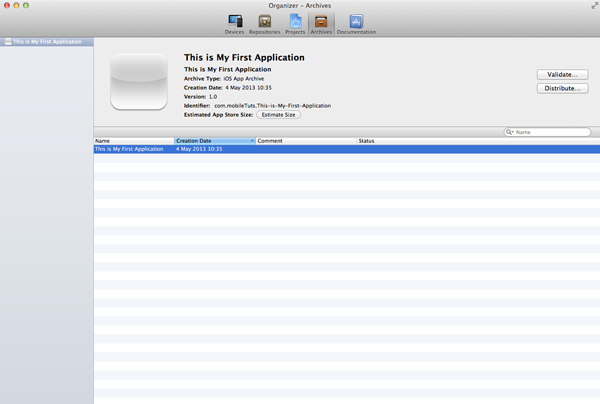 Organizer – Archives
Devices Repositories Projects Archives Documentation
This is My First Application
This is My First Application
This is My First Application
Archive Type: iOS App Archive
Creation Date: 4 May 2013 10:35
Version: 1.0
Identifier: com.mobileTuts.This-is-My-First-Application
Estimated App Store Size: Estimate Size
Validate...
Distribute...
Name
Name Creation Date Comment Status
This is My First Application 4 May 2013 10:35